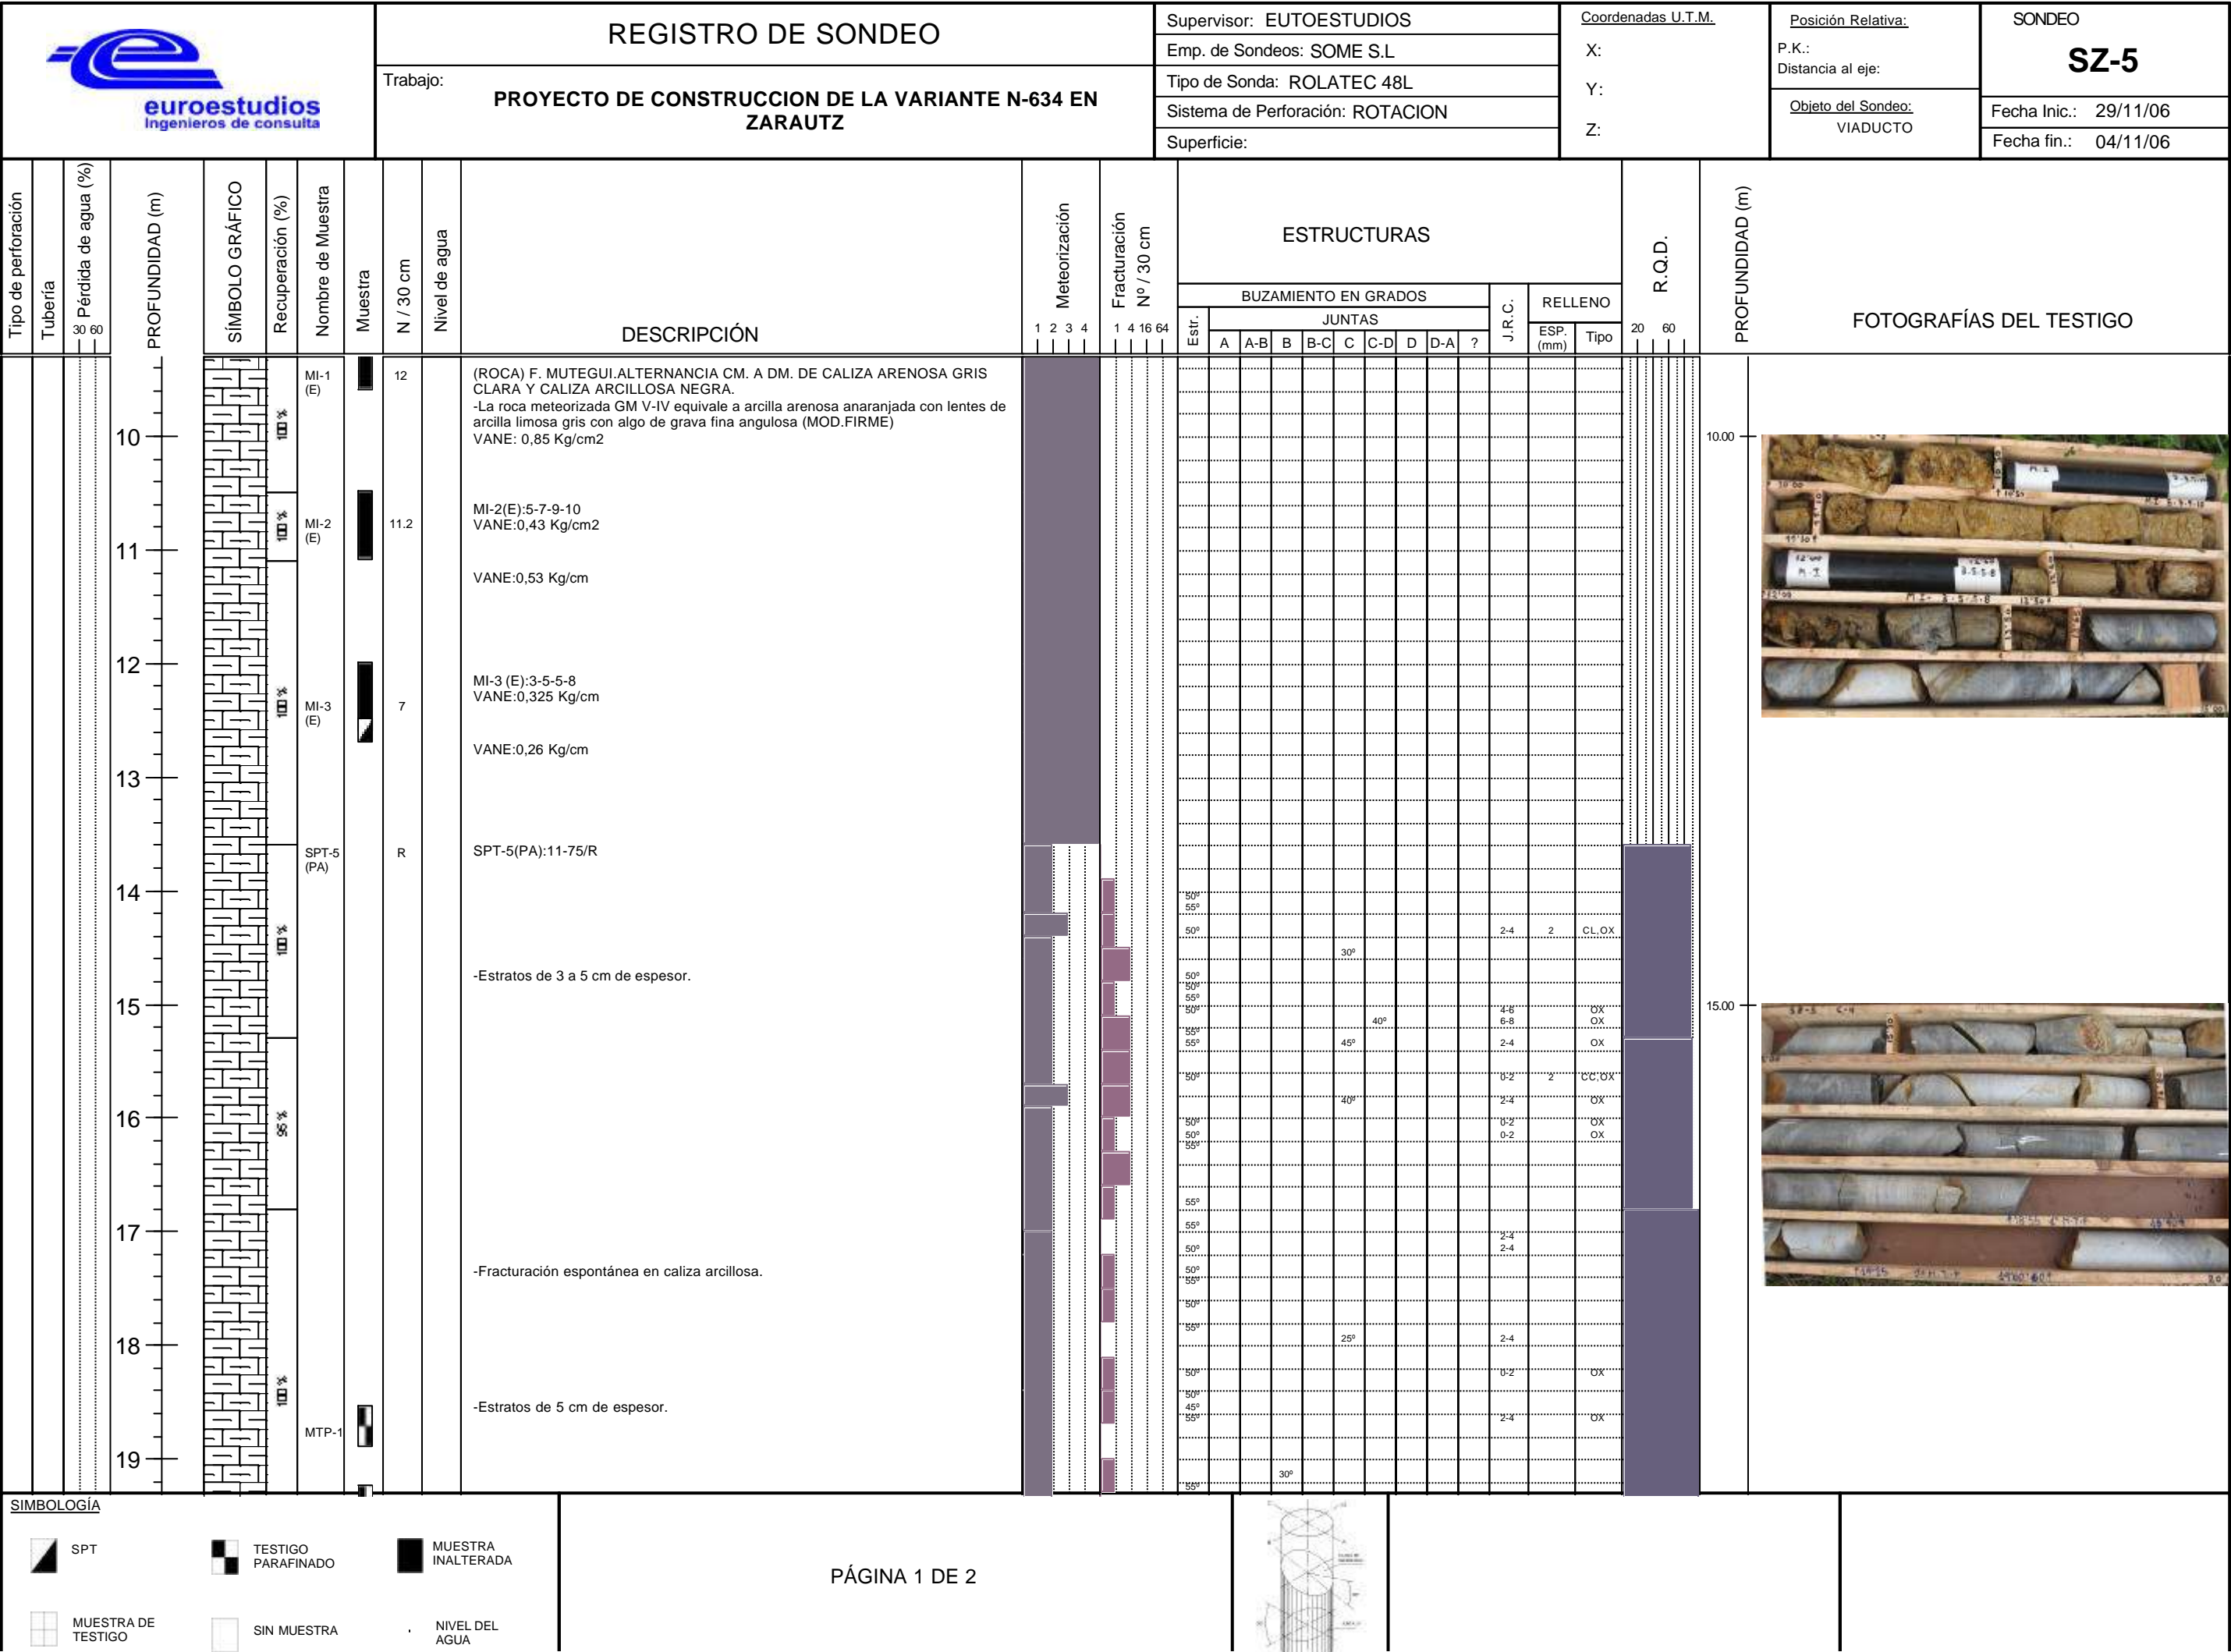 euroestudios
Ingenieros de consulta
REGISTRO DE SONDEO
Trabajo:
PROYECTO DE CONSTRUCCION DE LA VARIANTE N-634 EN
ZARAUTZ
Supervisor: EUTOESTUDIOS
Emp. de Sondeos: SOME S.L
Tipo de Sonda: ROLATEC 48L
Sistema de Perforación: ROTACION
Superficie:
Coordenadas U.T.M.
X:
Y:
Z:
Posición Relativa:
P.K.:
Distancia al eje:
Objeto del Sondeo:
VIADUCTO
SONDEO
SZ-5
Fecha Inic.: 29/11/06
Fecha fin.: 04/11/06
Tipo de perforación
Tubería
Pérdida de agua (%)
30 60
PROFUNDIDAD (m)
SÍMBOLO GRÁFICO
Recuperación (%)
Nombre de Muestra
Muestra
N / 30 cm
Nivel de agua
DESCRIPCIÓN
Meteorización
1 2 3 4
Fracturación
Nº / 30 cm
1 4 16 64
ESTRUCTURAS
BUZAMIENTO EN GRADOS
Estr.
JUNTAS
A A-B B B-C C C-D D D-A ?
J.R.C.
RELLENO
ESP.
(mm)
Tipo
R.Q.D.
20 60
PROFUNDIDAD (m)
FOTOGRAFÍAS DEL TESTIGO
MI-1
(E)
12
(ROCA) F. MUTEGUI.ALTERNANCIA CM. A DM. DE CALIZA ARENOSA GRIS
CLARA Y CALIZA ARCILLOSA NEGRA.
-La roca meteorizada GM V-IV equivale a arcilla arenosa anaranjada con lentes de
arcilla limosa gris con algo de grava fina angulosa (MOD.FIRME)
VANE: 0,85 Kg/cm2
100 %
10
10.00
MI-2
(E)
11.2
MI-2(E):5-7-9-10
VANE:0,43 Kg/cm2
100 %
11
VANE:0,53 Kg/cm
12
MI-3
(E)
7
MI-3 (E):3-5-5-8
VANE:0,325 Kg/cm
100 %
VANE:0,26 Kg/cm
13
SPT-5
(PA)
R
SPT-5(PA):11-75/R
14
50º
55º
50º 2-4 2 CL,OX
100 %
30º
-Estratos de 3 a 5 cm de espesor.
50º
50º
55º
15
15.00
50º 4-6 OX
40º 6-8 OX
55º
55º 45º 2-4 OX
50º 0-2 2 CC,OX
40º 2-4 OX
16
95 %
50º 0-2 OX
50º 0-2 OX
55º
55º
17
55º
2-4
50º 2-4
-Fracturación espontánea en caliza arcillosa.
50º
55º
50º
55º
18
25º 2-4
50º 0-2 OX
100 %
50º
45º
-Estratos de 5 cm de espesor.
55º 2-4 OX
MTP-1
19
30º
55º
SIMBOLOGÍA
SPT
TESTIGO
PARAFINADO
MUESTRA
INALTERADA
MUESTRA DE
TESTIGO
SIN MUESTRA
NIVEL DEL
AGUA
PÁGINA 1 DE 2